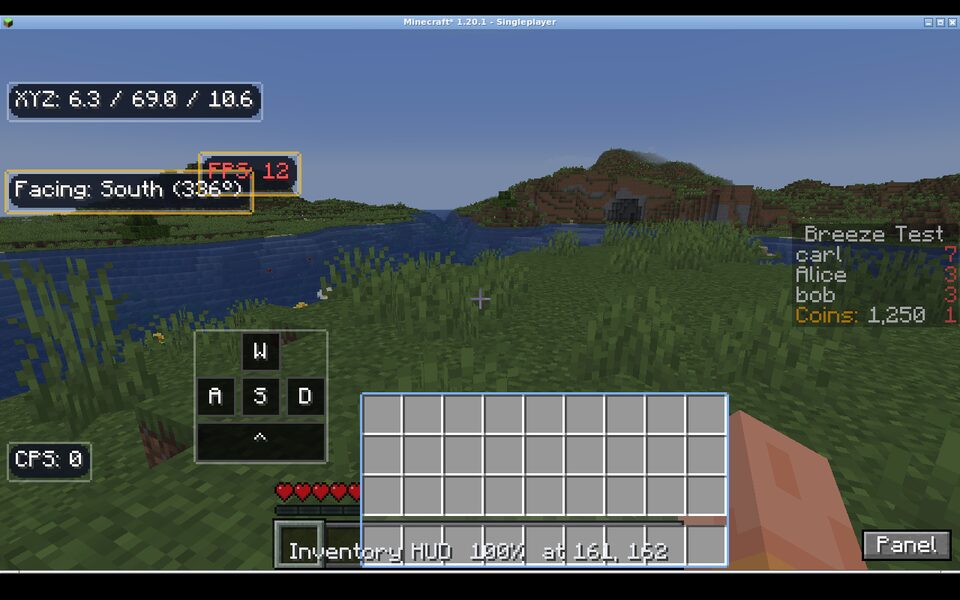 Minecraft* 1.20.1 - Singleplayer
XYZ: 6.3 / 69.0 / 10.6
FPS: 12
Facing: South (336°)
Breeze Test
carl 7
Alice 3
bob 3
Coins: 1,250 1
W
A S D
^
CPS: 0
Inventory HUD 100% at 161, 162
Panel